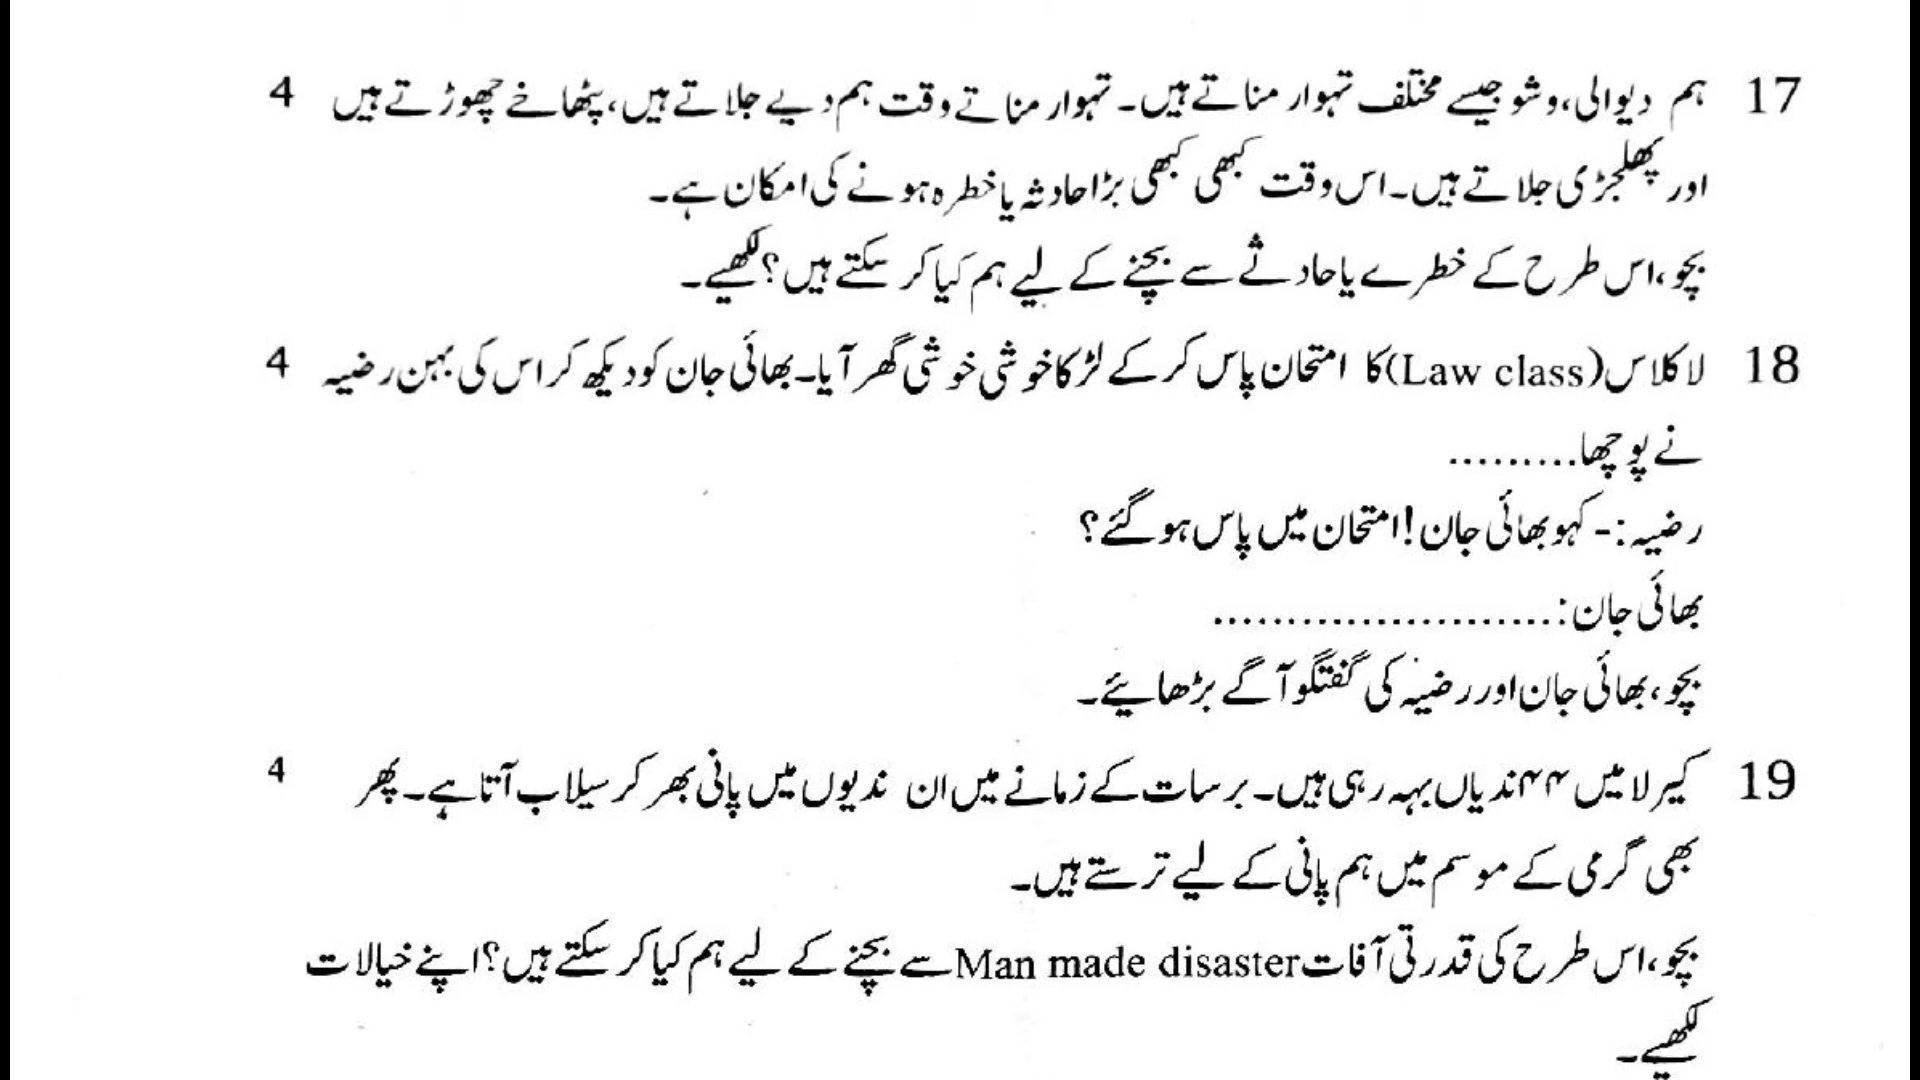 17 ہم دیوالی، وشو جیسے مختلف تہوار مناتے ہیں۔ تہوار مناتے وقت ہم دیے جلاتے ہیں، پٹھاخے چھوڑتے ہیں 4
اور پھلجڑی جلاتے ہیں۔ اس وقت کبھی کبھی بڑا حادثہ یا خطرہ ہونے کی امکان ہے۔
بچو، اس طرح کے خطرے یا حادثے سے بچنے کے لیے ہم کیا کر سکتے ہیں؟ لکھیے۔
18 لا کلاس (Law class) کا امتحان پاس کر کے لڑکا خوشی خوشی گھر آیا۔ بھائی جان کو دیکھ کر اس کی بہن رضیہ 4
نے پوچھا.........
رضیہ:- کہو بھائی جان! امتحان میں پاس ہو گئے؟
بھائی جان:.......................
بچو، بھائی جان اور رضیہ کی گفتگو آگے بڑھائیے۔
19 کیرلا میں ۴۴ ندیاں بہہ رہی ہیں۔ برسات کے زمانے میں ان ندیوں میں پانی بھر کر سیلاب آتا ہے۔ پھر 4
بھی گرمی کے موسم میں ہم پانی کے لیے ترستے ہیں۔
بچو، اس طرح کی قدرتی آفات Man made disaster سے بچنے کے لیے ہم کیا کر سکتے ہیں؟ اپنے خیالات
لکھیے۔